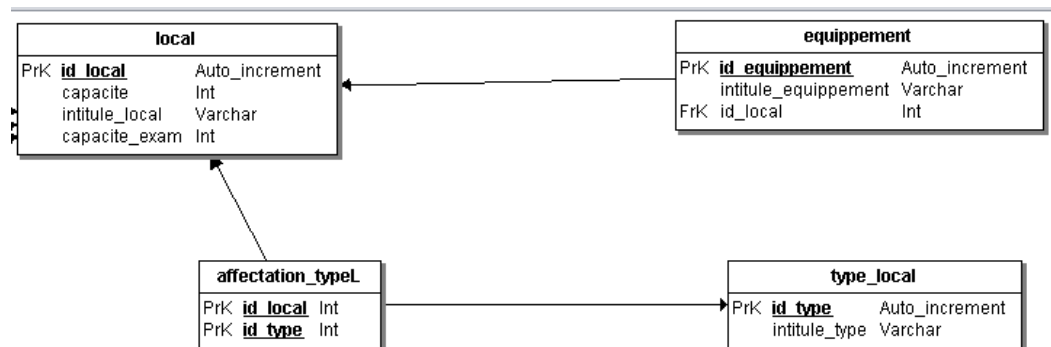 local
PrK id_local Auto_increment
capacite Int
intitule_local Varchar
capacite_exam Int
equippement
PrK id_equippement Auto_increment
intitule_equippement Varchar
FrK id_local Int
affectation_typeL
PrK id_local Int
PrK id_type Int
type_local
PrK id_type Auto_increment
intitule_type Varchar